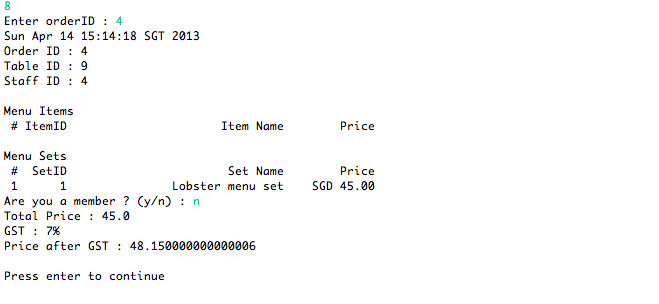 8
Enter orderID : 4
Sun Apr 14 15:14:18 SGT 2013
Order ID : 4
Table ID : 9
Staff ID : 4
Menu Items
# ItemID Item Name Price
Menu Sets
# SetID Set Name Price
1 1 Lobster menu set SGD 45.00
Are you a member ? (y/n) : n
Total Price : 45.0
GST : 7%
Price after GST : 48.150000000000006
Press enter to continue